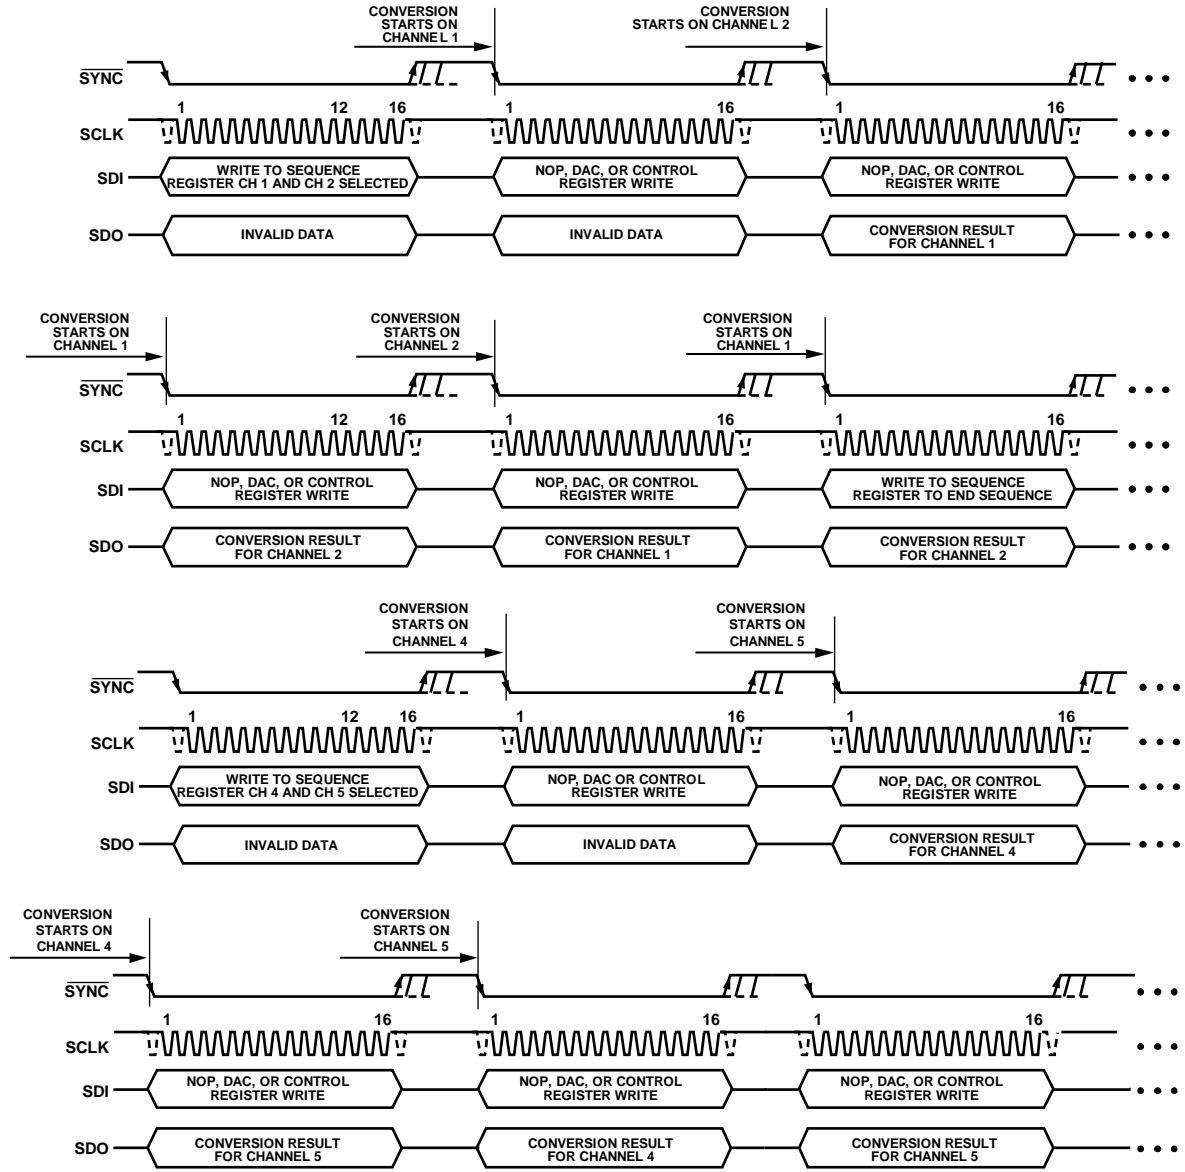 CONVERSION
STARTS ON
CHANNEL 1
CONVERSION
STARTS ON CHANNEL 2
SYNC
1 12 16 1 16 1 16
SCLK
SDI
WRITE TO SEQUENCE
REGISTER CH 1 AND CH 2 SELECTED
NOP, DAC, OR CONTROL
REGISTER WRITE
NOP, DAC, OR CONTROL
REGISTER WRITE
SDO
INVALID DATA
INVALID DATA
CONVERSION RESULT
FOR CHANNEL 1
CONVERSION
STARTS ON
CHANNEL 1
CONVERSION
STARTS ON
CHANNEL 2
CONVERSION
STARTS ON
CHANNEL 1
SYNC
1 12 16 1 16 1 16
SCLK
SDI
NOP, DAC, OR CONTROL
REGISTER WRITE
NOP, DAC, OR CONTROL
REGISTER WRITE
WRITE TO SEQUENCE
REGISTER TO END SEQUENCE
SDO
CONVERSION RESULT
FOR CHANNEL 2
CONVERSION RESULT
FOR CHANNEL 1
CONVERSION RESULT
FOR CHANNEL 2
CONVERSION
STARTS ON
CHANNEL 4
CONVERSION
STARTS ON
CHANNEL 5
SYNC
1 12 16 1 16 1 16
SCLK
SDI
WRITE TO SEQUENCE
REGISTER CH 4 AND CH 5 SELECTED
NOP, DAC OR CONTROL
REGISTER WRITE
NOP, DAC, OR CONTROL
REGISTER WRITE
SDO
INVALID DATA
INVALID DATA
CONVERSION RESULT
FOR CHANNEL 4
CONVERSION
STARTS ON
CHANNEL 4
CONVERSION
STARTS ON
CHANNEL 5
SYNC
1 16 1 16 1 16
SCLK
SDI
NOP, DAC, OR CONTROL
REGISTER WRITE
NOP, DAC, OR CONTROL
REGISTER WRITE
NOP, DAC, OR CONTROL
REGISTER WRITE
SDO
CONVERSION RESULT
FOR CHANNEL 5
CONVERSION RESULT
FOR CHANNEL 4
CONVERSION RESULT
FOR CHANNEL 5